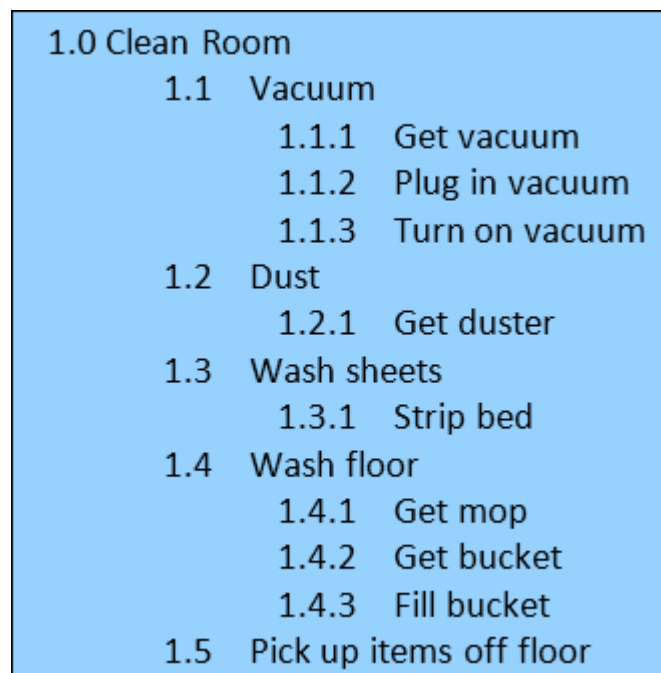 1.0 Clean Room
1.1 Vacuum
1.1.1 Get vacuum
1.1.2 Plug in vacuum
1.1.3 Turn on vacuum
1.2 Dust
1.2.1 Get duster
1.3 Wash sheets
1.3.1 Strip bed
1.4 Wash floor
1.4.1 Get mop
1.4.2 Get bucket
1.4.3 Fill bucket
1.5 Pick up items off floor